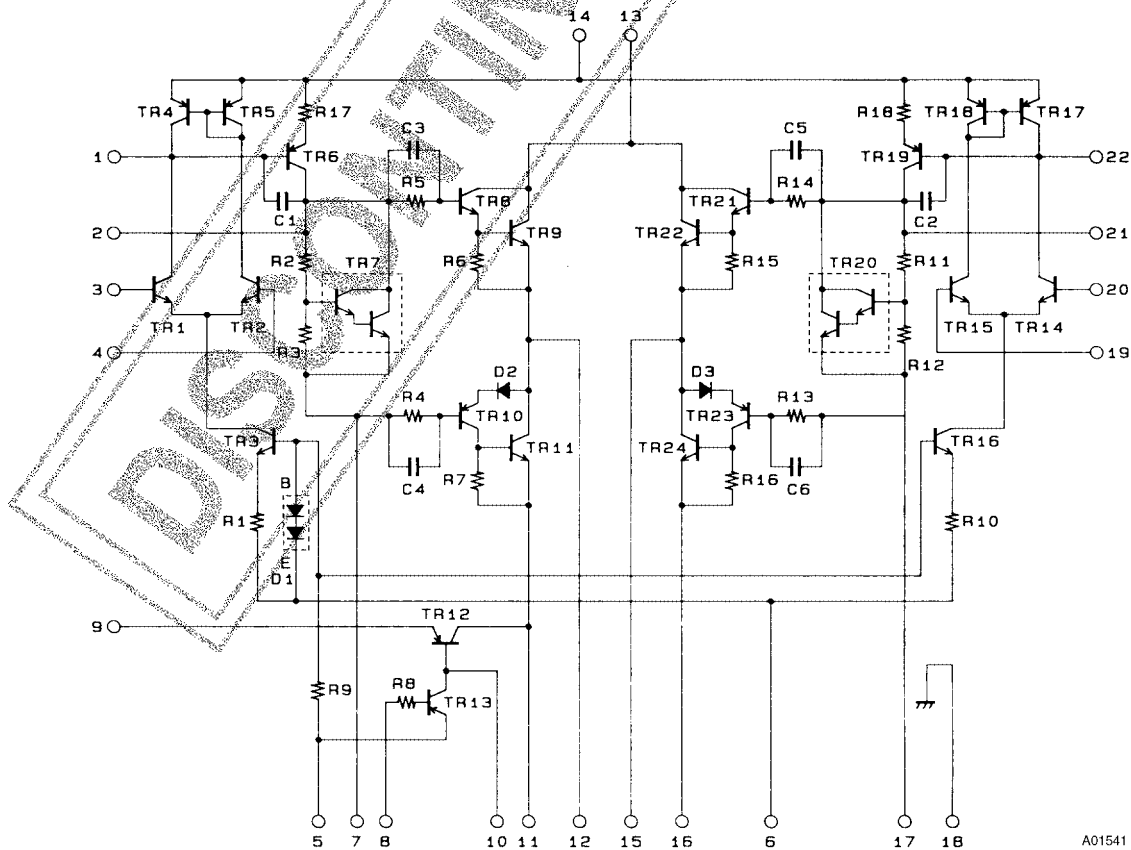 14 13
TR4 TR5 R17 R18 TR18 TR17
C3 C5
1 TR6 TR19 22
R5 R14
TR8 TR21
C1 C2
2 TR9 TR22 21
R2 TR7 R6 R15 TR20 R11
3 20
TR1 TR2 TR15 TR14
4 R3 19
R12
D2 D3
R4 R13
TR10 TR23
TR3 TR11 TR24 TR16
R7 R16
C4 C6
B
R1 R10
E
D1
TR12
9
R9 R8 TR13
5 7 8 10 11 12 15 16 6 17 18
A01541
DISCONTIN